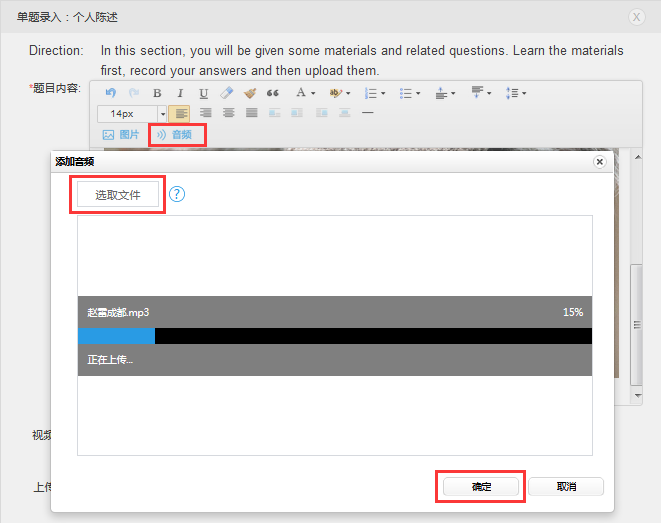 单题录入：个人陈述
Direction: In this section, you will be given some materials and related questions. Learn the materials
first, record your answers and then upload them.
*题目内容:
B I U A ab
14px
图片 音频
添加音频
选取文件 ?
赵雷成都.mp3 15%
正在上传...
视频
上传
确定 取消